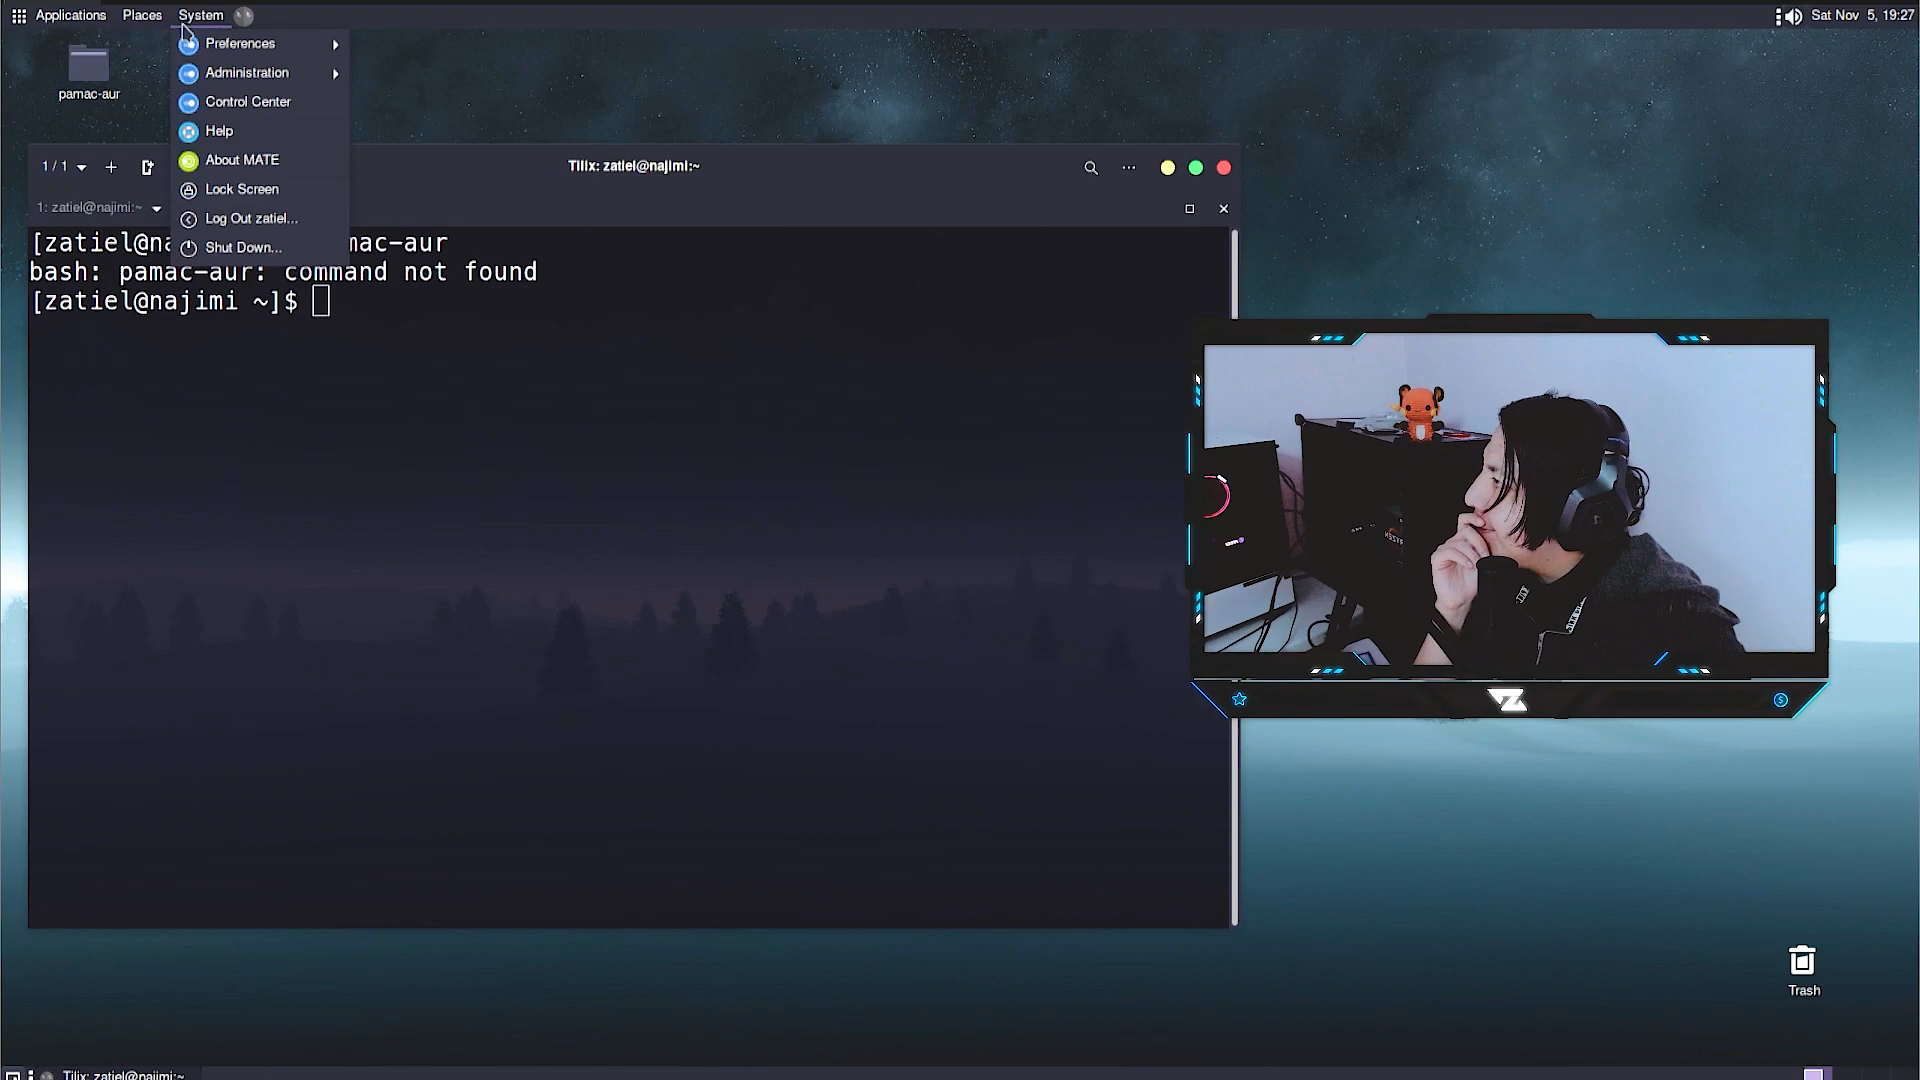 Applications Places System
Sat Nov 5, 19:27
pamac-aur
Preferences
Administration
Control Center
Help
About MATE
Lock Screen
Log Out zatiel...
Shut Down...
1 / 1
Tilix: zatiel@najimi:~
1: zatiel@najimi:~
[zatiel@na mac-aur
bash: pamac-aur: command not found
[zatiel@najimi ~]$
Trash
Tilix: zatiel@najimi:~